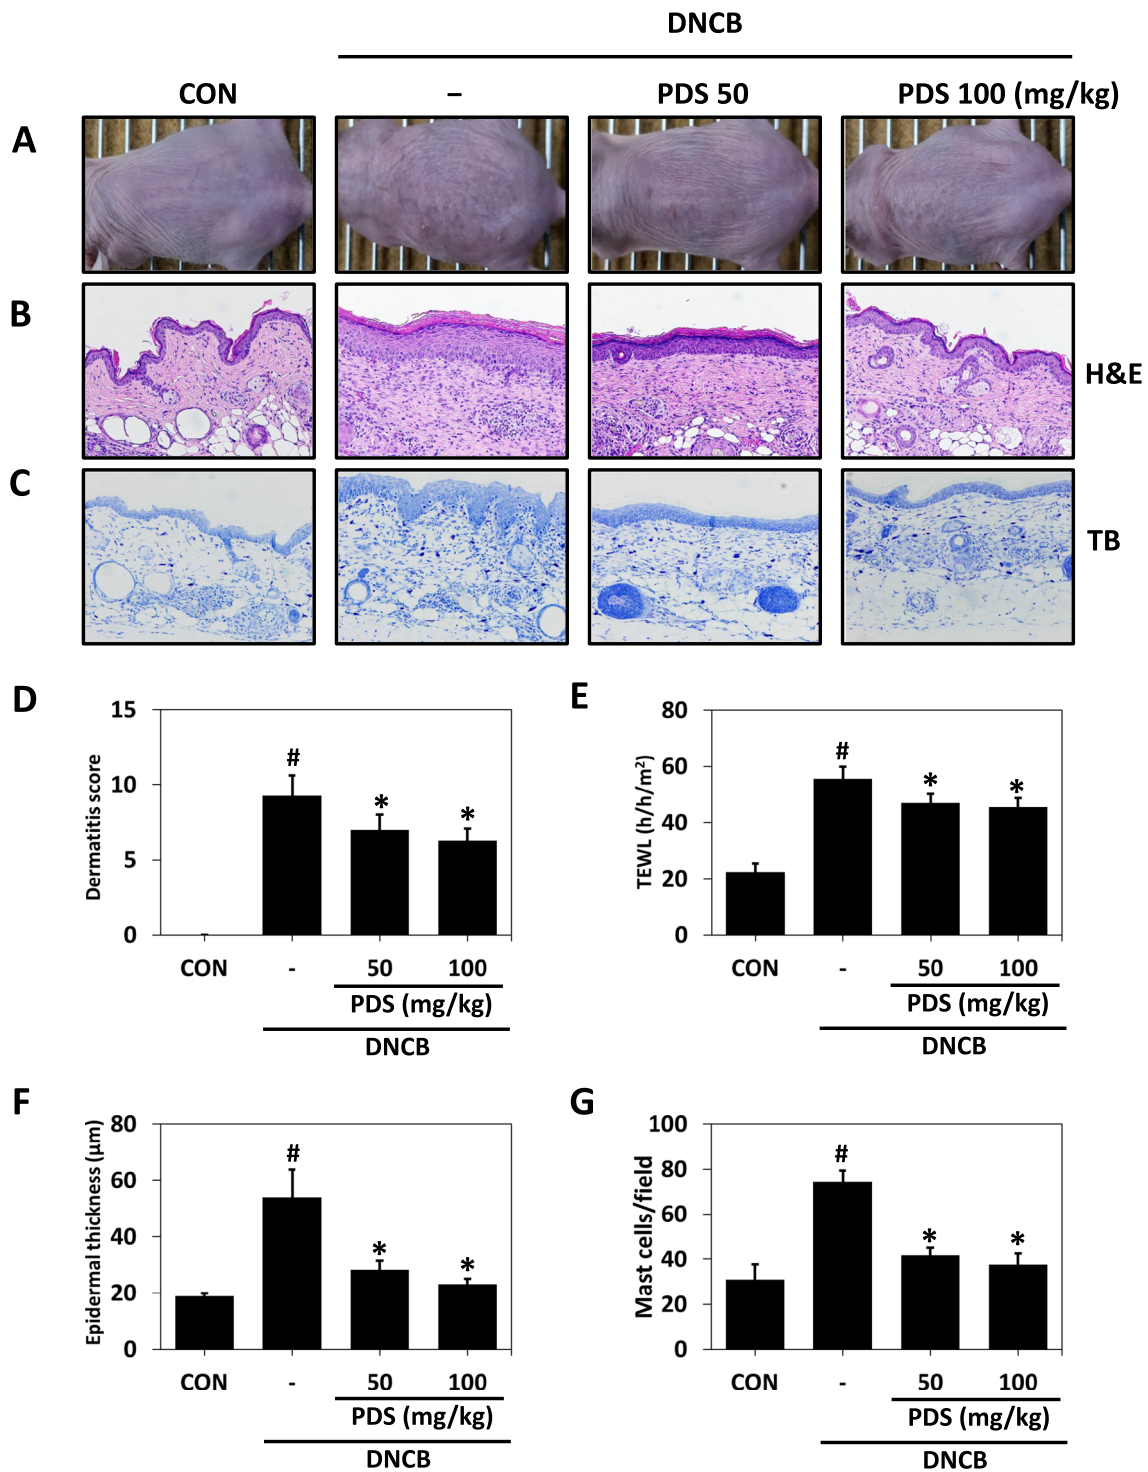 DNCB
CON – PDS 50 PDS 100 (mg/kg)
A
B
H&E
C
TB
D
Dermatitis score
15
10
5
0
#
*
*
CON - 50 100
PDS (mg/kg)
DNCB
E
TEWL (h/h/m²)
80
60
40
20
0
#
*
*
CON - 50 100
PDS (mg/kg)
DNCB
F
Epidermal thickness (μm)
80
60
40
20
0
#
*
*
CON - 50 100
PDS (mg/kg)
DNCB
G
Mast cells/field
100
80
60
40
20
0
#
*
*
CON - 50 100
PDS (mg/kg)
DNCB